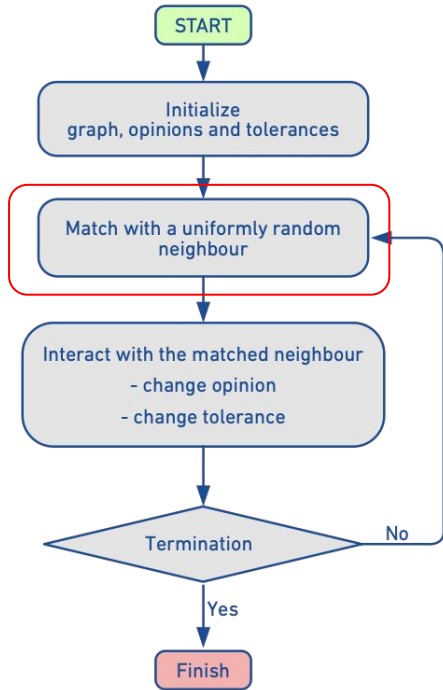 START
Initialize
graph, opinions and tolerances
Match with a uniformly random
neighbour
Interact with the matched neighbour
- change opinion
- change tolerance
Termination
No
Yes
Finish